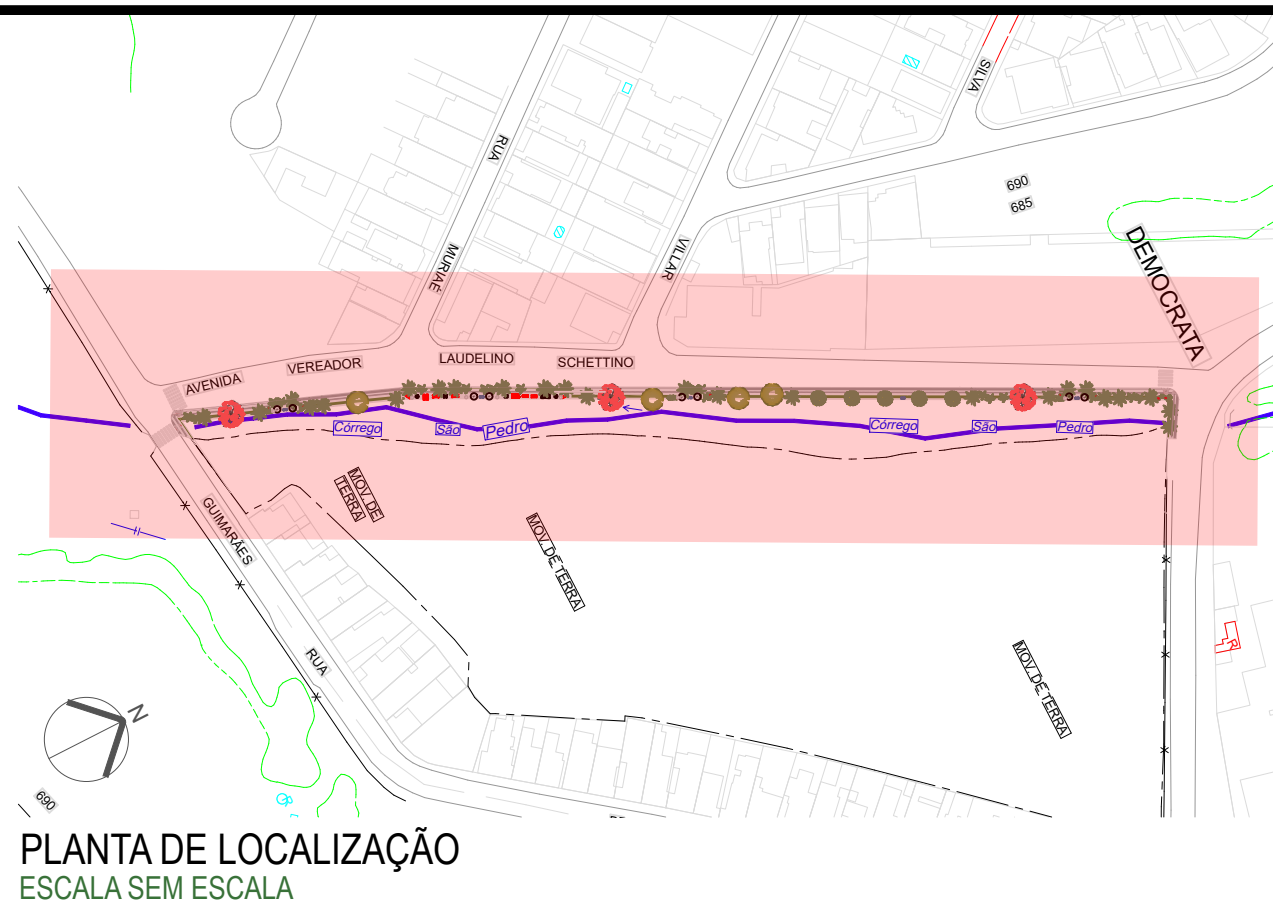 SILVA
RUA
690
685
DEMOCRATA
MURIAÉ
VILLAR
AVENIDA
VEREADOR
LAUDELINO
SCHETTINO
Córrego
São
Pedro
Córrego
São
Pedro
MOV. DE
TERRA
GUIMARÃES
MOV. DE TERRA
RUA
MOV. DE TERRA
R
N
690
PLANTA DE LOCALIZAÇÃO
ESCALA SEM ESCALA